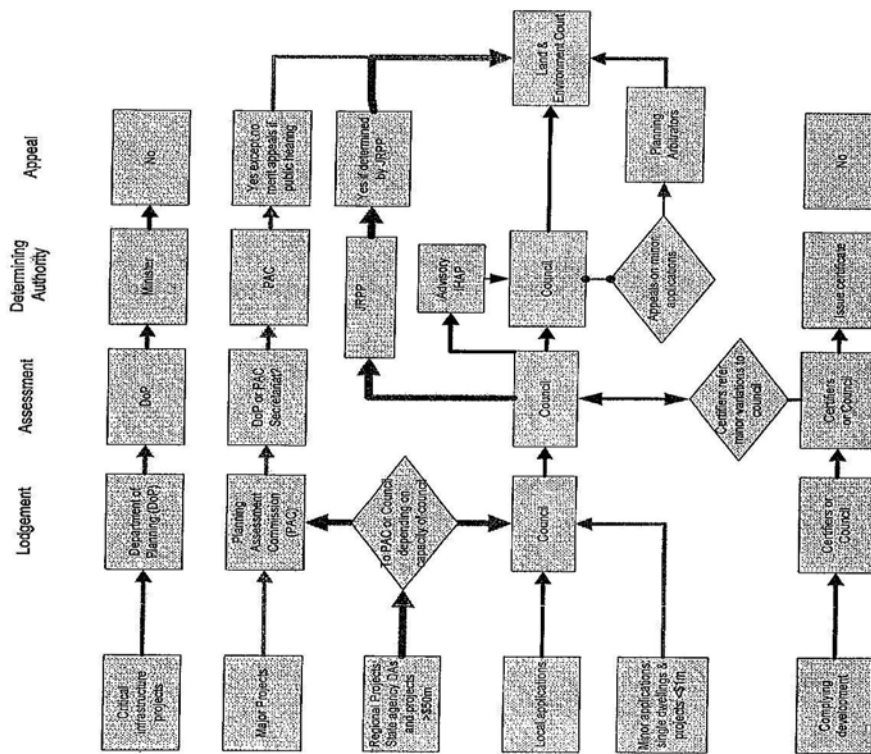 Lodgement
Assessment
Determining
Authority
Appeal
Critical
infrastructure
projects
Department of
Planning (DoP)
DoP
Minister
No
Major Projects
Planning
Assessment
Commission
(PAC)
DoP or PAC
Secretariat?
PAC
Yes except no
merit appeals if
public hearing
Regional Projects:
State agency DAs
and projects
>$50m
To PAC or Council
depending on
capacity of council
JRPP
Yes if determined
by JRPP
Advisory
IHAP
Local applications
Council
Council
Council
Land &
Environment Court
Minor applications:
single dwellings &
projects <$1m
Appeals on minor
applications
Planning
Arbitrators
Certifiers refer
minor variations to
council
Complying
development
Certifiers or
Council
Certifiers
or Council
Issue certificate
No